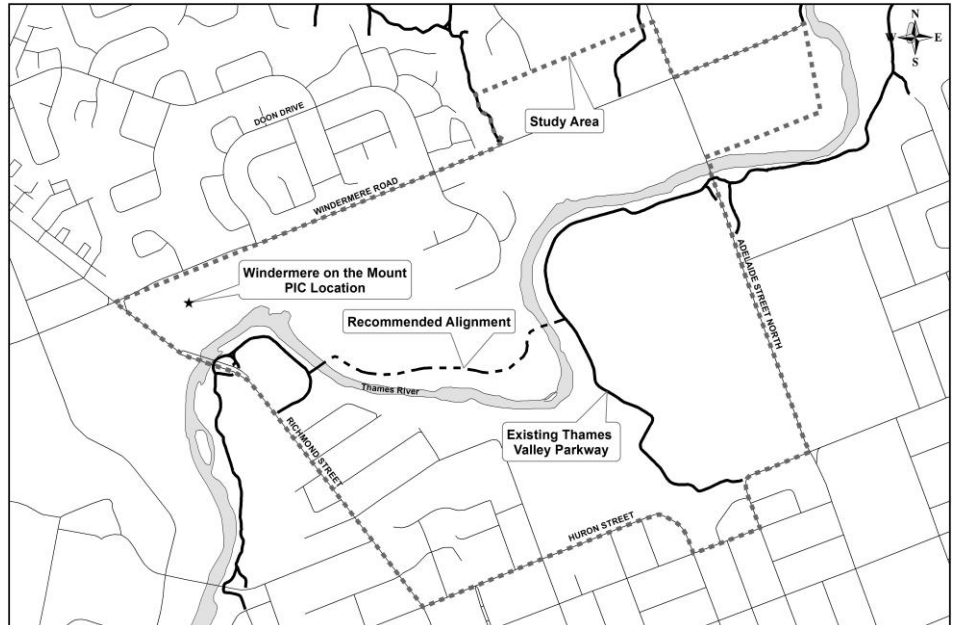 N
W E
S
Study Area
DOON DRIVE
WINDERMERE ROAD
Windermere on the Mount
PIC Location
ADELAIDE STREET NORTH
Recommended Alignment
Thames River
Existing Thames
Valley Parkway
RICHMOND STREET
HURON STREET